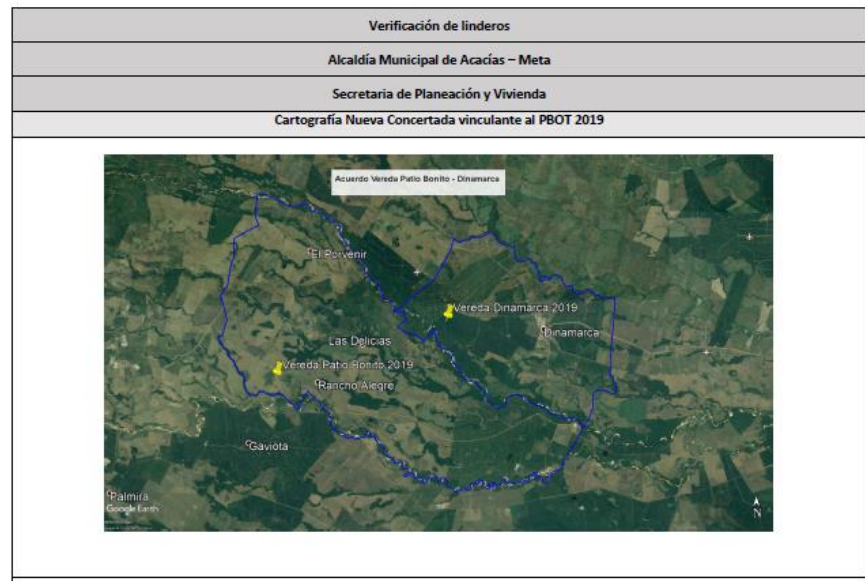 Verificación de linderos
Alcaldía Municipal de Acacías – Meta
Secretaria de Planeación y Vivienda
Cartografía Nueva Concertada vinculante al PBOT 2019
Acuerdo Vereda Patio Bonito - Dinamarca
El Porvenir
Vereda Dinamarca 2019
Dinamarca
Las Delicias
Vereda Patio Bonito 2019
Rancho Alegre
Gaviota
Palmira
Google Earth
N